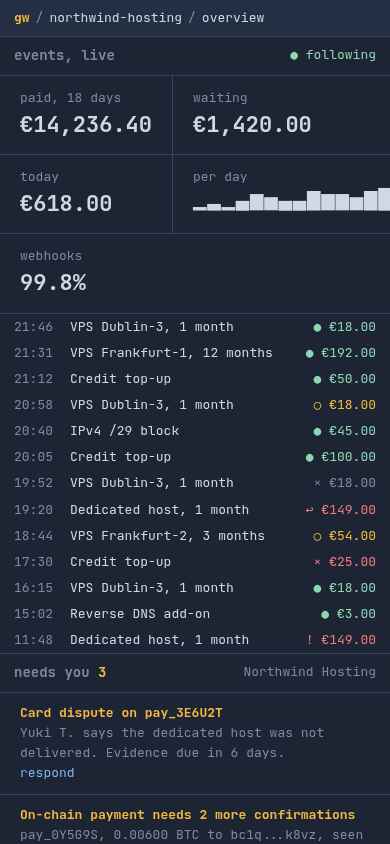 gw / northwind-hosting / overview
events, live ● following
paid, 18 days waiting
€14,236.40 €1,420.00
today per day
€618.00
webhooks
99.8%
21:46 VPS Dublin-3, 1 month ● €18.00
21:31 VPS Frankfurt-1, 12 months ● €192.00
21:12 Credit top-up ● €50.00
20:58 VPS Dublin-3, 1 month ○ €18.00
20:40 IPv4 /29 block ● €45.00
20:05 Credit top-up ● €100.00
19:52 VPS Dublin-3, 1 month × €18.00
19:20 Dedicated host, 1 month ↩ €149.00
18:44 VPS Frankfurt-2, 3 months ○ €54.00
17:30 Credit top-up × €25.00
16:15 VPS Dublin-3, 1 month ● €18.00
15:02 Reverse DNS add-on ● €3.00
11:48 Dedicated host, 1 month ! €149.00
needs you 3 Northwind Hosting
Card dispute on pay_3E6U2T
Yuki T. says the dedicated host was not
delivered. Evidence due in 6 days.
respond
On-chain payment needs 2 more confirmations
pay_0Y5G9S, 0.00600 BTC to bc1q...k8vz, seen